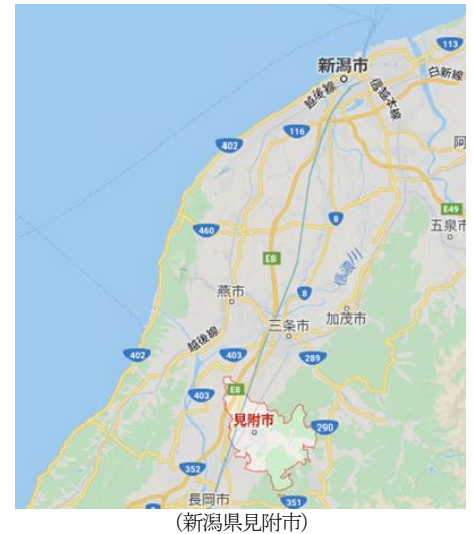 113
新潟市
白新線
越後線
信越本線
116
阿
402
E49
8
460
五泉市
E8
信濃川
8
燕市
加茂市
三条市
越後線
402
403
289
E8
403
見附市
290
352
長岡市
351
8
(新潟県見附市)